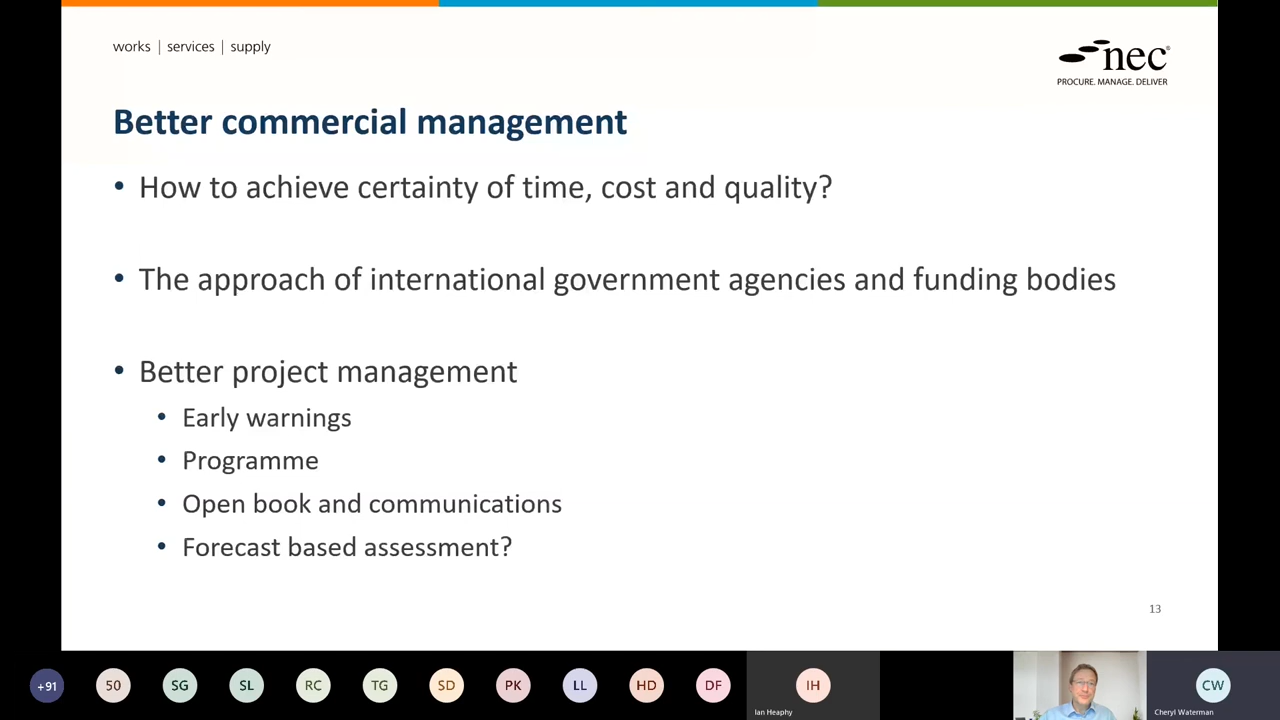 works | services | supply
nec®
PROCURE. MANAGE. DELIVER
Better commercial management
• How to achieve certainty of time, cost and quality?
• The approach of international government agencies and funding bodies
• Better project management
• Early warnings
• Programme
• Open book and communications
• Forecast based assessment?
13
+91 50 SG SL RC TG SD PK LL HD DF IH CW
Ian Heaphy Cheryl Waterman